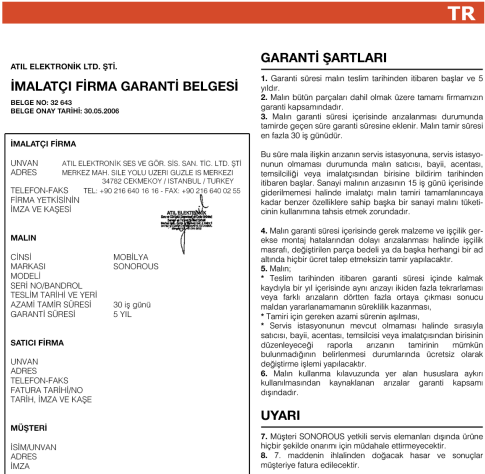 TR
ATIL ELEKTRONİK LTD. ŞTİ.
İMALATÇI FİRMA GARANTİ BELGESİ
BELGE NO: 32 643
BELGE ONAY TARİHİ: 30.05.2006
İMALATÇI FİRMA
UNVAN ATIL ELEKTRONİK SES VE GÖR. SİS. SAN. TİC. LTD. ŞTİ
ADRES MERKEZ MAH. SILE YOLU UZERI GUZLE IS MERKEZI
34782 CEKMEKOY / ISTANBUL / TURKEY
TELEFON-FAKS TEL: +90 216 640 16 16 - FAX: +90 216 640 02 55
FİRMA YETKİSİNİN
İMZA VE KAŞESİ
ATIL ELEKTRONİK
MALIN
CİNSİ MOBİLYA
MARKASI SONOROUS
MODELİ
SERİ NO/BANDROL
TESLİM TARİHİ VE YERİ
AZAMİ TAMİR SÜRESİ 30 iş günü
GARANTİ SÜRESİ 5 YIL
SATICI FİRMA
UNVAN
ADRES
TELEFON-FAKS
FATURA TARİHİ/NO
TARİH, İMZA VE KAŞE
MÜŞTERİ
İSİM/UNVAN
ADRES
İMZA
GARANTİ ŞARTLARI
1. Garanti süresi malın teslim tarihinden itibaren başlar ve 5
yıldır.
2. Malın bütün parçaları dahil olmak üzere tamamı firmamızın
garanti kapsamındadır.
3. Malın garanti süresi içerisinde arızalanması durumunda
tamirde geçen süre garanti süresine eklenir. Malın tamir süresi
en fazla 30 iş günüdür.
Bu süre mala ilişkin arızanın servis istasyonuna, servis istasyo-
nunun olmaması durumunda malın satıcısı, bayii, acentası,
temsilciliği veya imalatçısından birisine bildirim tarihinden
itibaren başlar. Sanayi malının arızasının 15 iş günü içerisinde
giderilmemesi halinde imalatçı malın tamiri tamamlanıncaya
kadar benzer özelliklere sahip başka bir sanayi malını tüketi-
cinin kullanımına tahsis etmek zorundadır.
4. Malın garanti süresi içerisinde gerek malzeme ve işçilik ger-
ekse montaj hatalarından dolayı arızalanması halinde işçilik
masrafı, değiştirilen parça bedeli ya da başka herhangi bir ad
altında hiçbir ücret talep etmeksizin tamir yapılacaktır.
5. Malın;
* Teslim tarihinden itibaren garanti süresi içinde kalmak
kaydıyla bir yıl içerisinde aynı arızayı ikiden fazla tekrarlaması
veya farklı arızaların dörtten fazla ortaya çıkması sonucu
maldan yararlanamamanın süreklilik kazanması,
* Tamiri için gereken azami sürenin aşılması,
* Servis istasyonunun mevcut olmaması halinde sırasıyla
satıcısı, bayii, acentası, temsilcisi veya imalatçısından birisinin
düzenleyeceği raporla arızanın tamirinin mümkün
bulunmadığının belirlenmesi durumlarında ücretsiz olarak
değiştirme işlemi yapılacaktır.
6. Malın kullanma kılavuzunda yer alan hususlara aykırı
kullanılmasından kaynaklanan arızalar garanti kapsamı
dışındadır.
UYARI
7. Müşteri SONOROUS yetkili servis elemanları dışında ürüne
hiçbir şekilde onarım için müdahale ettirmeyecektir.
8. 7. maddenin ihlalinden doğacak hasar ve sonuçlar
müşteriye fatura edilecektir.